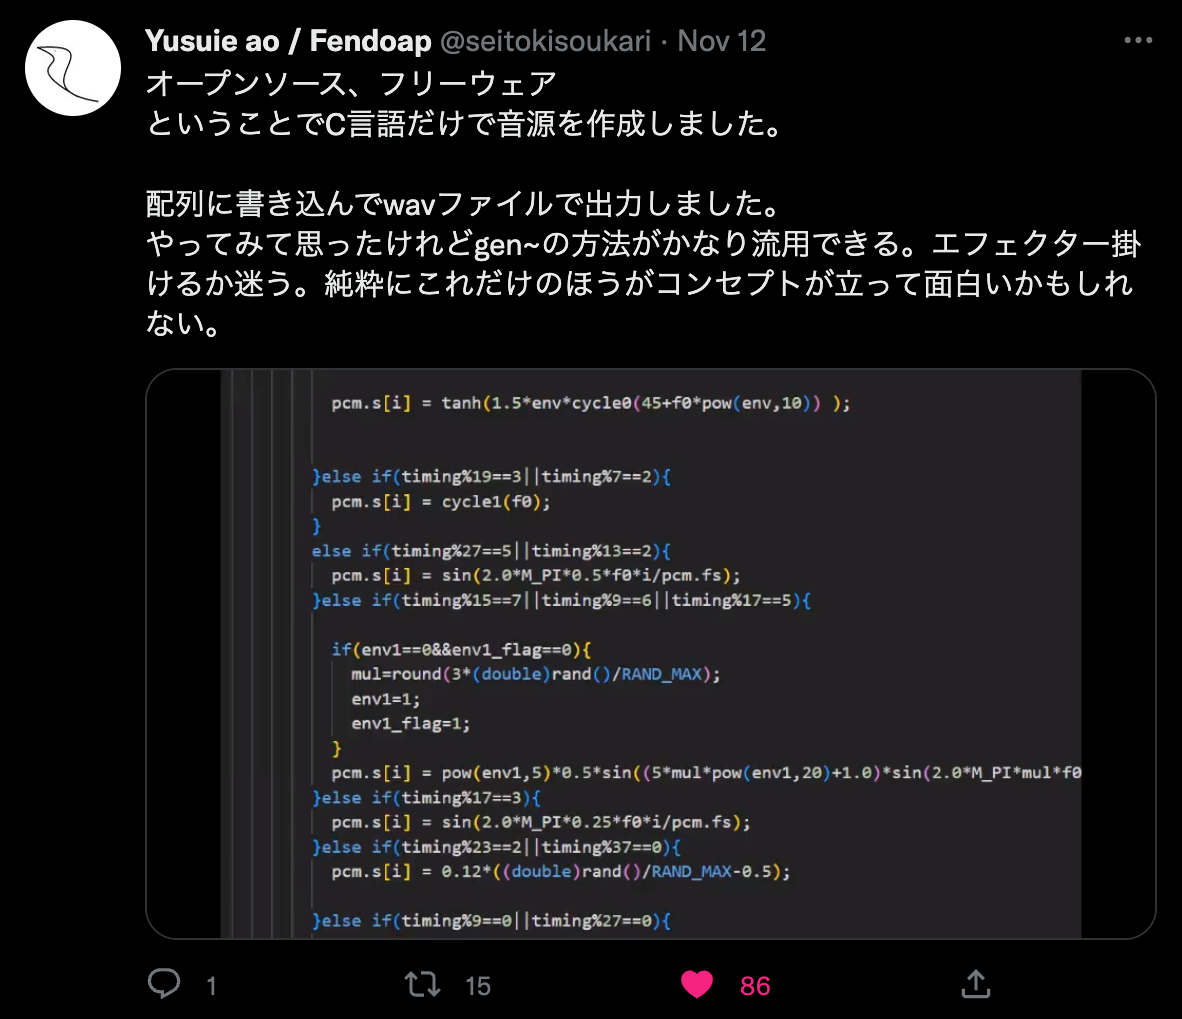 Yusuie ao / Fendoap @seitokisoukari · Nov 12
オープンソース、フリーウェア
ということでC言語だけで音源を作成しました。
配列に書き込んでwavファイルで出力しました。
やってみて思ったけれどgen~の方法がかなり流用できる。エフェクター掛
けるか迷う。純粋にこれだけのほうがコンセプトが立って面白いかもしれ
ない。
pcm.s[i] = tanh(1.5*env*cycle0(45+f0*pow(env,10)) );
}else if(timing%19==3||timing%7==2){
pcm.s[i] = cycle1(f0);
}
else if(timing%27==5||timing%13==2){
pcm.s[i] = sin(2.0*M_PI*0.5*f0*i/pcm.fs);
}else if(timing%15==7||timing%9==6||timing%17==5){
if(env1==0&&env1_flag==0){
mul=round(3*(double)rand()/RAND_MAX);
env1=1;
env1_flag=1;
}
pcm.s[i] = pow(env1,5)*0.5*sin((5*mul*pow(env1,20)+1.0)*sin(2.0*M_PI*mul*f0
}else if(timing%17==3){
pcm.s[i] = sin(2.0*M_PI*0.25*f0*i/pcm.fs);
}else if(timing%23==2||timing%37==0){
pcm.s[i] = 0.12*((double)rand()/RAND_MAX-0.5);
}else if(timing%9==0||timing%27==0){
1 15 86